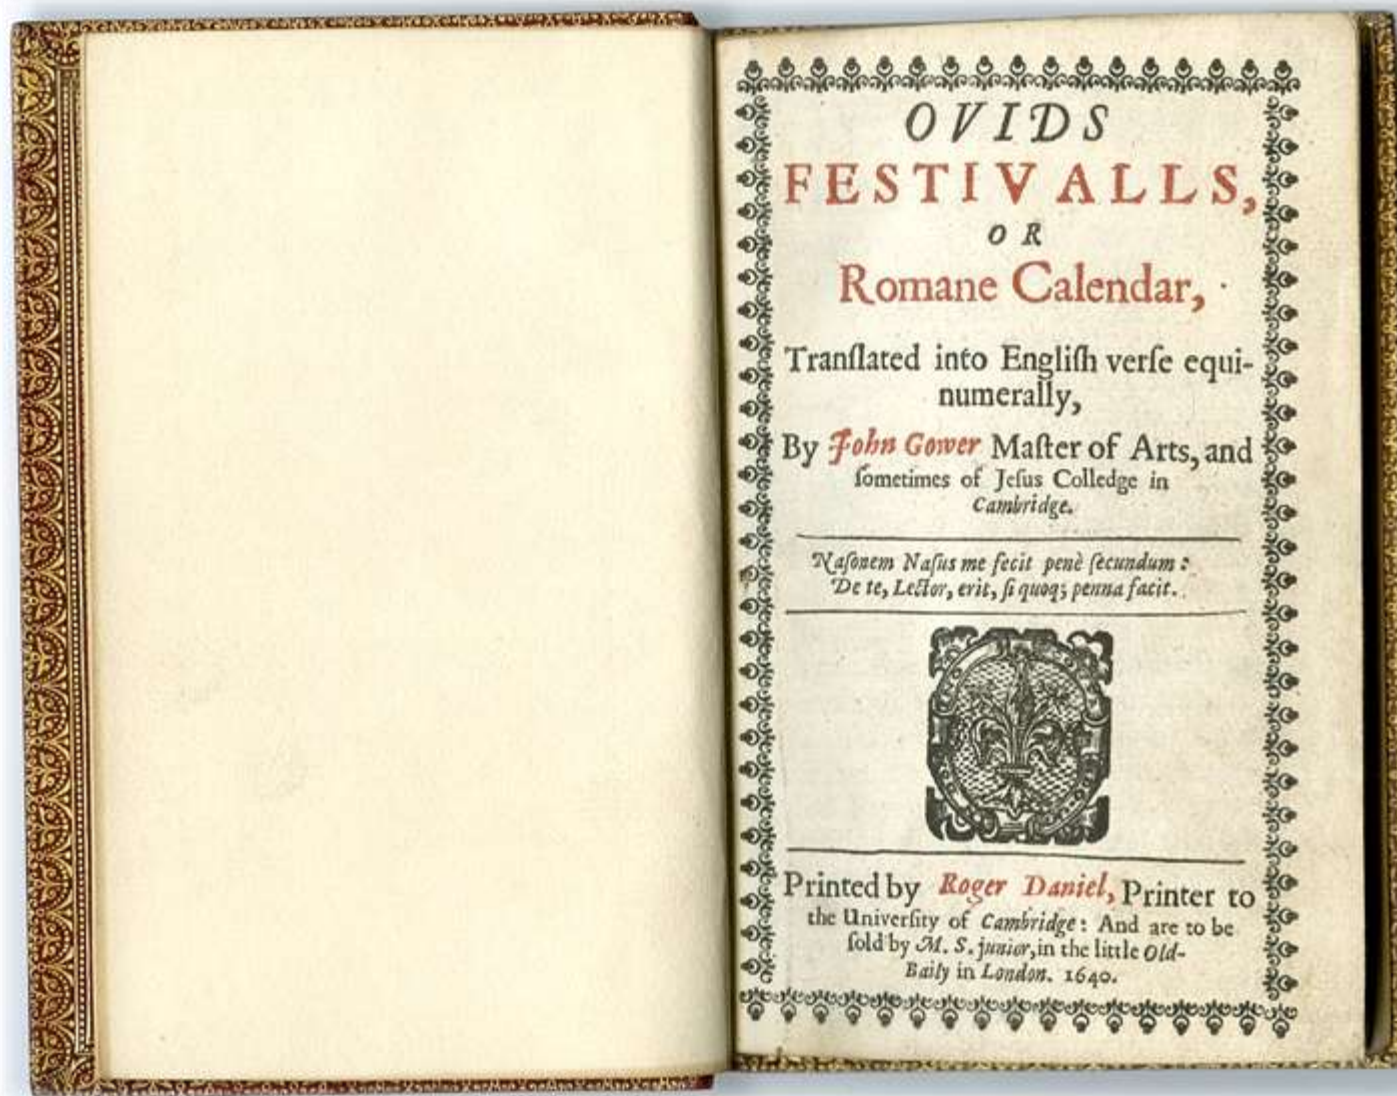 OVIDS
FESTIVALLS,
OR
Romane Calendar,
Tranſlated into Engliſh verſe equi-
numerally,
By John Gower Maſter of Arts, and
ſometimes of Jeſus Colledge in
Cambridge.
Naſonem Naſus me fecit penè ſecundum:
De te, Lector, erit, ſi quoq; penna facit.
Printed by Roger Daniel, Printer to
the Univerſity of Cambridge: And are to be
ſold by M. S. junior, in the little Old-
Baily in London. 1640.